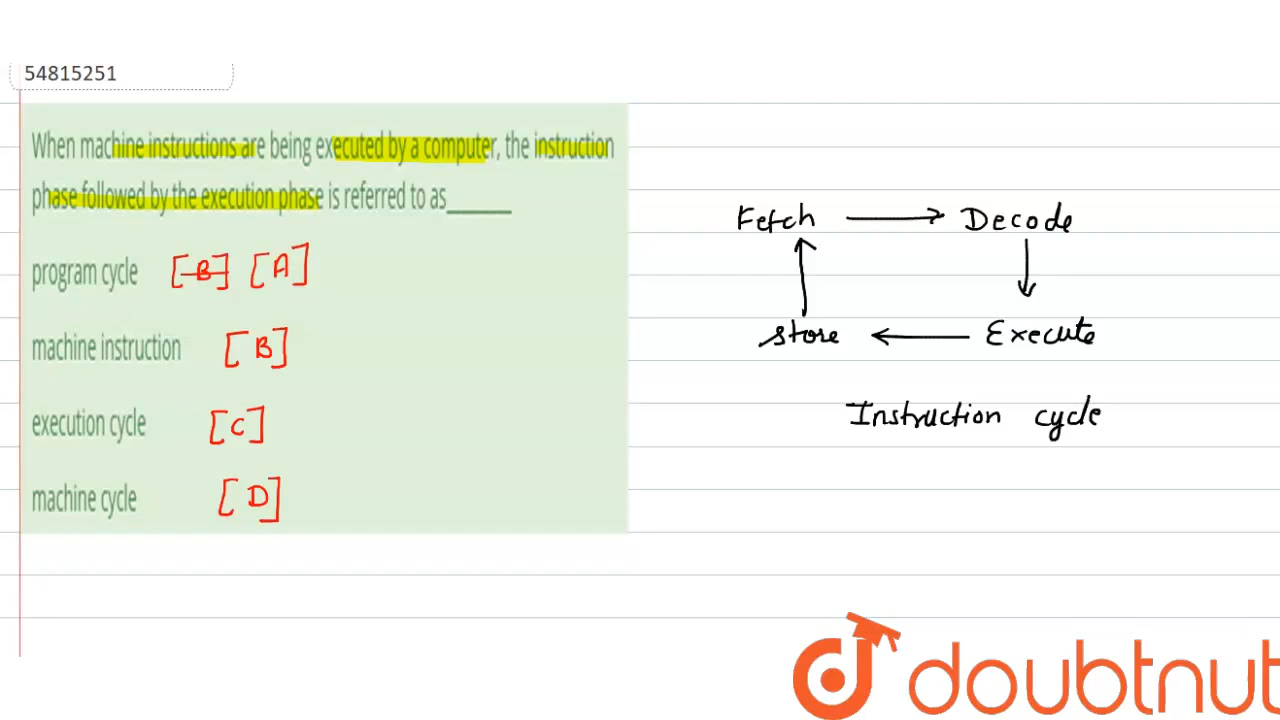 54815251
When machine instructions are being executed by a computer, the instruction
phase followed by the execution phase is referred to as_______
program cycle [B] [A]
machine instruction [B]
execution cycle [C]
machine cycle [D]
Fetch → Decode
store ← Execute
Instruction cycle
doubtnut